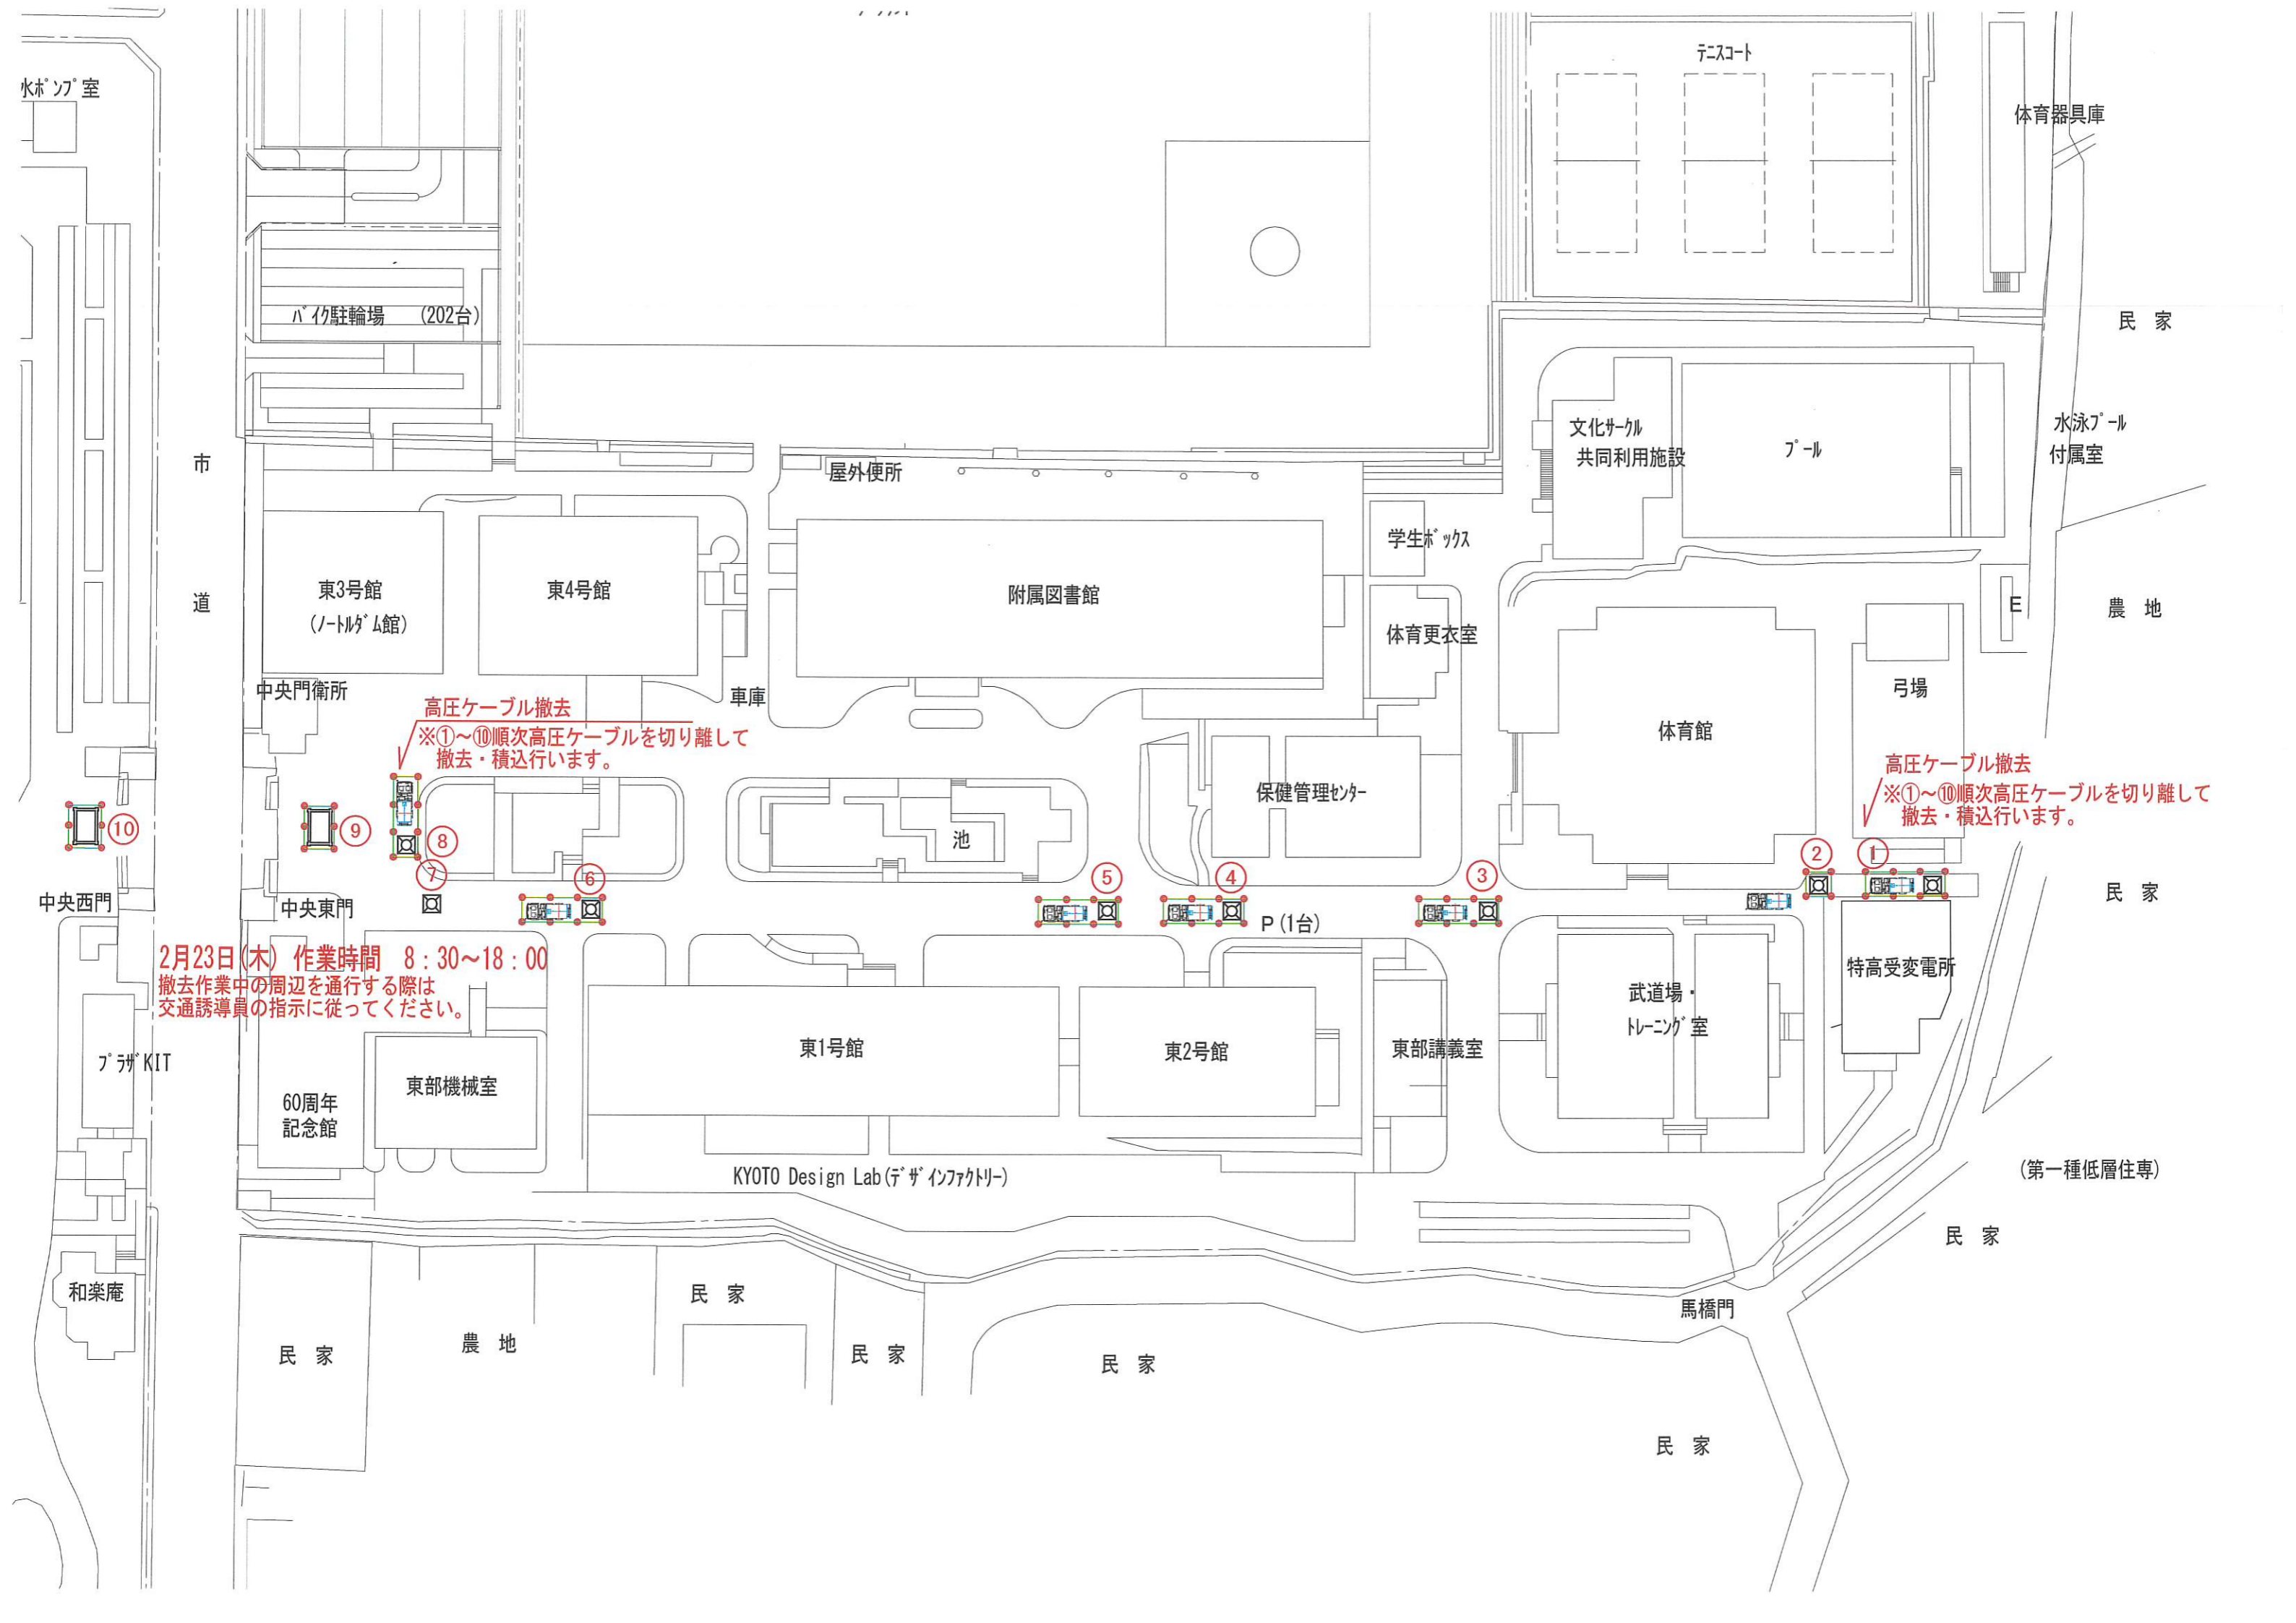 テニスコート
水ポンプ室
体育器具庫
バイク駐輪場　(202台)
民　家
文化サークル
共同利用施設
プール
水泳プール
付属室
市
道
屋外便所
学生ボックス
東3号館
(ノートルダム館)
東4号館
附属図書館
体育更衣室
E
農　地
中央門衛所
車庫
弓場
体育館
高圧ケーブル撤去
※①～⑩順次高圧ケーブルを切り離して
撤去・積込行います。
高圧ケーブル撤去
※①～⑩順次高圧ケーブルを切り離して
撤去・積込行います。
保健管理センター
池
⑩
⑨
⑧
⑦
⑥
⑤
④
③
②
①
民　家
中央西門
中央東門
P(1台)
2月23日(木)　作業時間　8：30～18：00
撤去作業中の周辺を通行する際は
交通誘導員の指示に従ってください。
特高受変電所
武道場・
トレーニング室
プラザKIT
東1号館
東2号館
東部講義室
東部機械室
60周年
記念館
KYOTO Design Lab(デザインファクトリー)
(第一種低層住専)
民　家
和楽庵
民　家
馬橋門
農　地
民　家
民　家
民　家
民　家